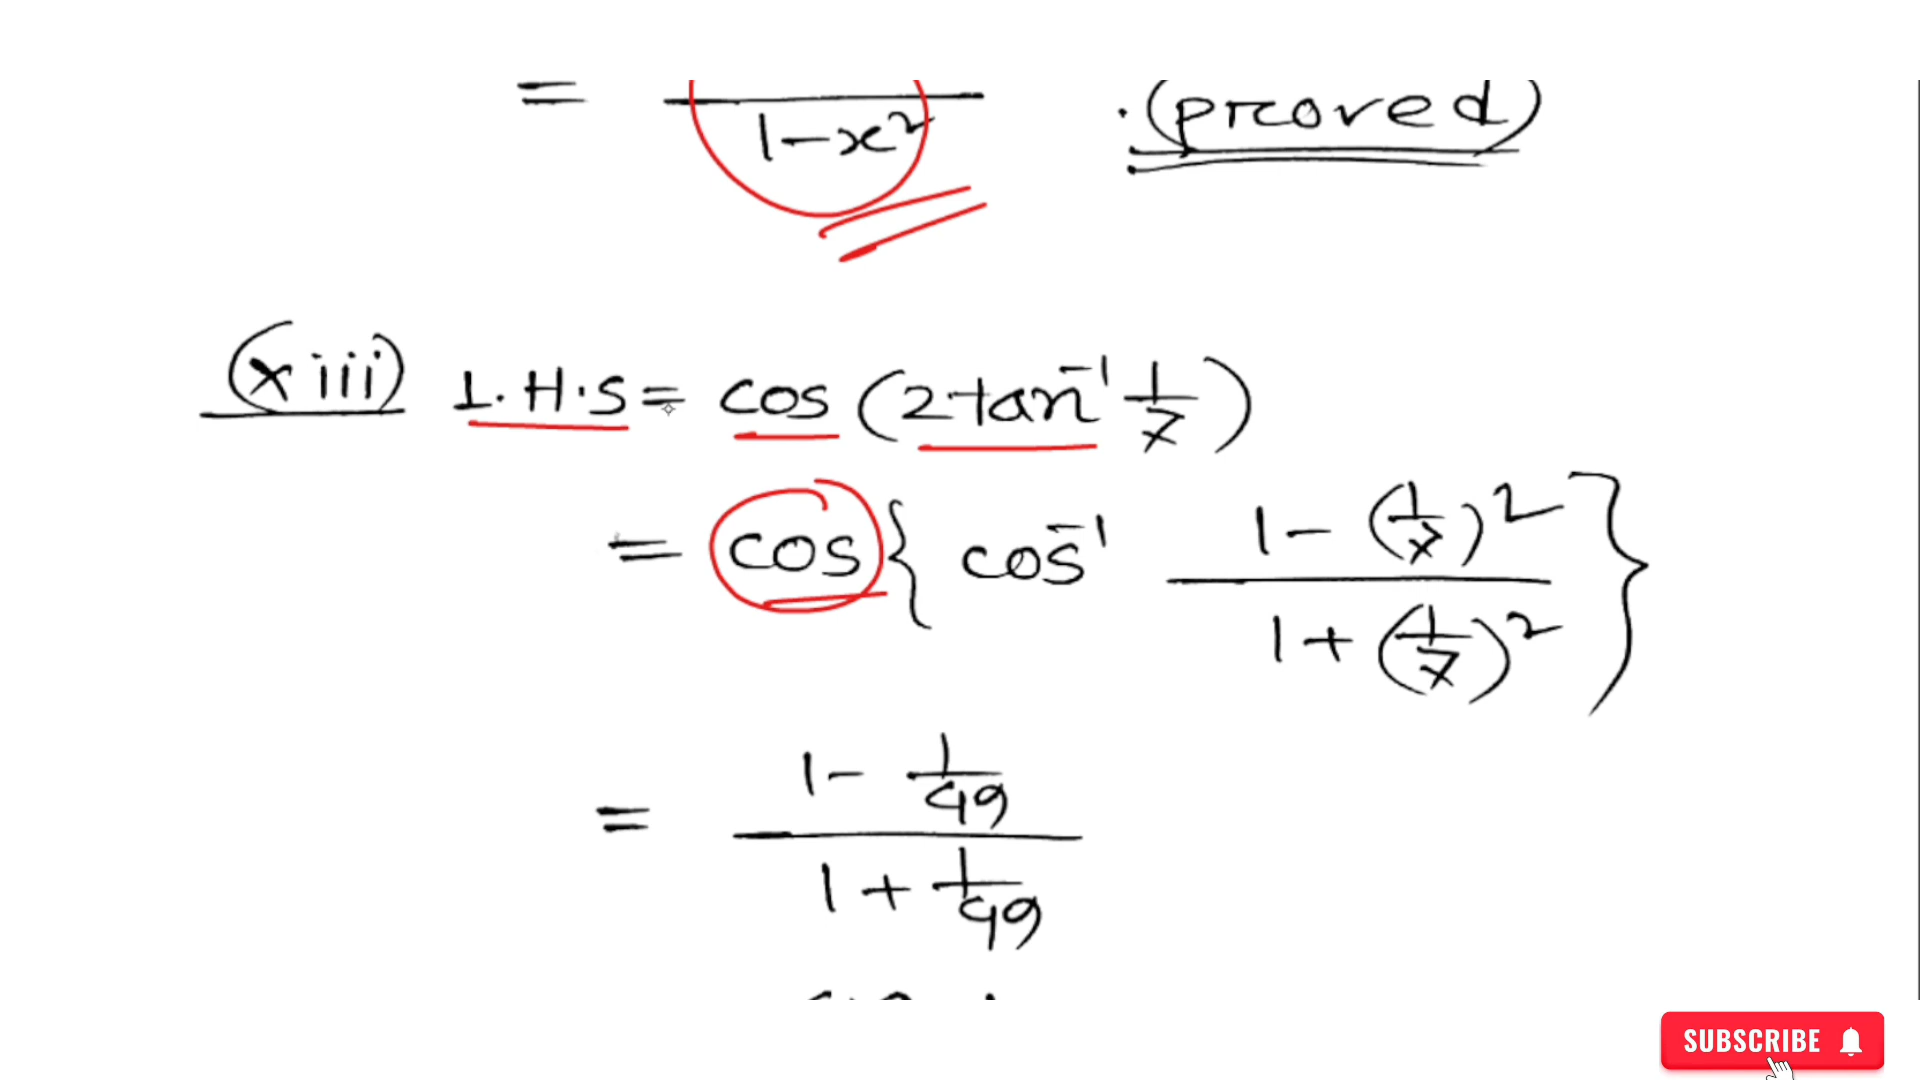 = 1-x² . (proved)
(xiii) L.H.S = cos (2 tan⁻¹ 1/7)
= cos { cos⁻¹ (1 - (1/7)²) / (1 + (1/7)²) }
= (1 - 1/49) / (1 + 1/49)
SUBSCRIBE